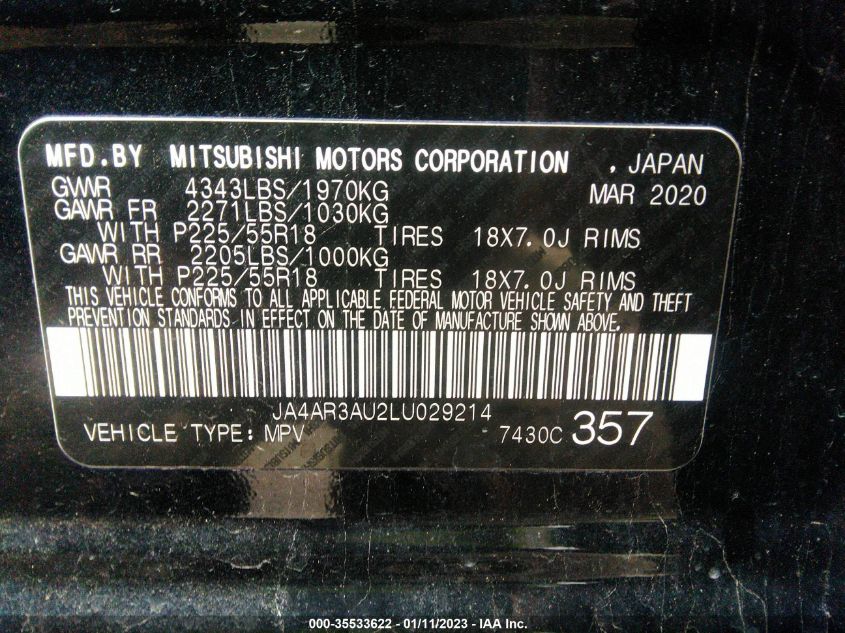 MFD.BY MITSUBISHI MOTORS CORPORATION , JAPAN
GVWR 4343LBS/1970KG MAR 2020
GAWR FR 2271LBS/1030KG
WITH P225/55R18 TIRES 18X7.0J RIMS
GAWR RR 2205LBS/1000KG
WITH P225/55R18 TIRES 18X7.0J RIMS
THIS VEHICLE CONFORMS TO ALL APPLICABLE FEDERAL MOTOR VEHICLE SAFETY AND THEFT
PREVENTION STANDARDS IN EFFECT ON THE DATE OF MANUFACTURE SHOWN ABOVE.
JA4AR3AU2LU029214
VEHICLE TYPE: MPV 7430C 357
000-35533622 - 01/11/2023 - IAA Inc.